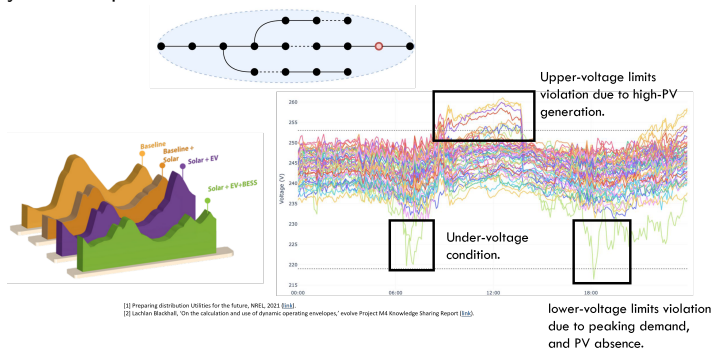 Upper-voltage limits
violation due to high-PV
generation.
Baseline
Baseline +
Solar
Solar + EV
Solar + EV+BESS
Voltage (V)
260
255
250
245
240
235
230
225
220
215
00:00
06:00
12:00
18:00
Under-voltage
condition.
lower-voltage limits violation
due to peaking demand,
and PV absence.
[1] Preparing distribution Utilities for the future, NREL, 2021 (link).
[2] Lachlan Blackhall, 'On the calculation and use of dynamic operating envelopes,' evolve Project M4 Knowledge Sharing Report (link).